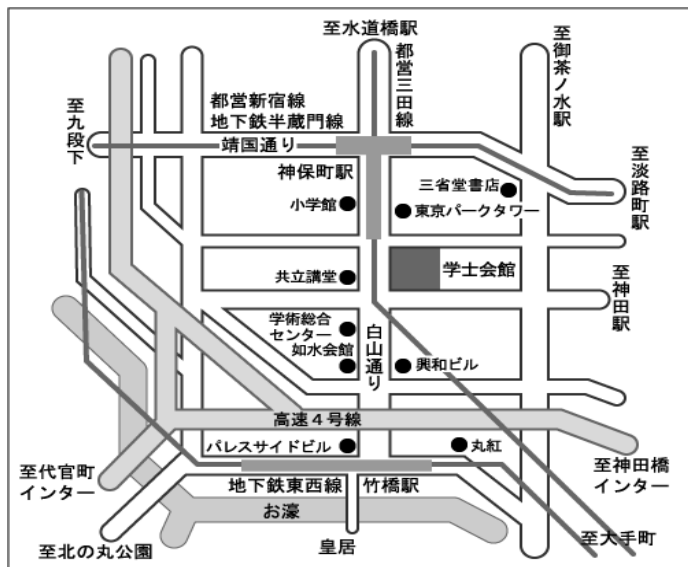 至水道橋駅
都営三田線
至御茶ノ水駅
都営新宿線
地下鉄半蔵門線
至九段下
靖国通り
神保町駅
三省堂書店
至淡路町駅
小学館
東京パークタワー
学士会館
共立講堂
至神田駅
学術総合
センター
如水会館
白山通り
興和ビル
高速4号線
パレスサイドビル
丸紅
至代官町
インター
地下鉄東西線
竹橋駅
至神田橋
インター
お濠
至大手町
至北の丸公園
皇居